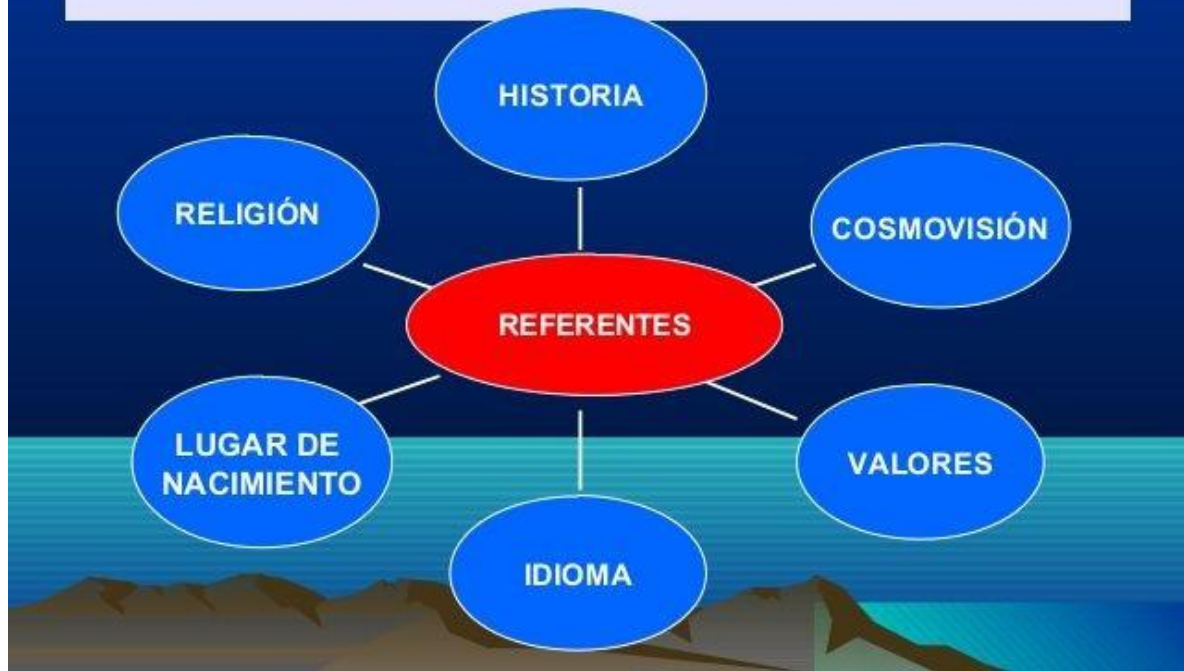 HISTORIA
RELIGIÓN
COSMOVISIÓN
REFERENTES
LUGAR DE
NACIMIENTO
VALORES
IDIOMA